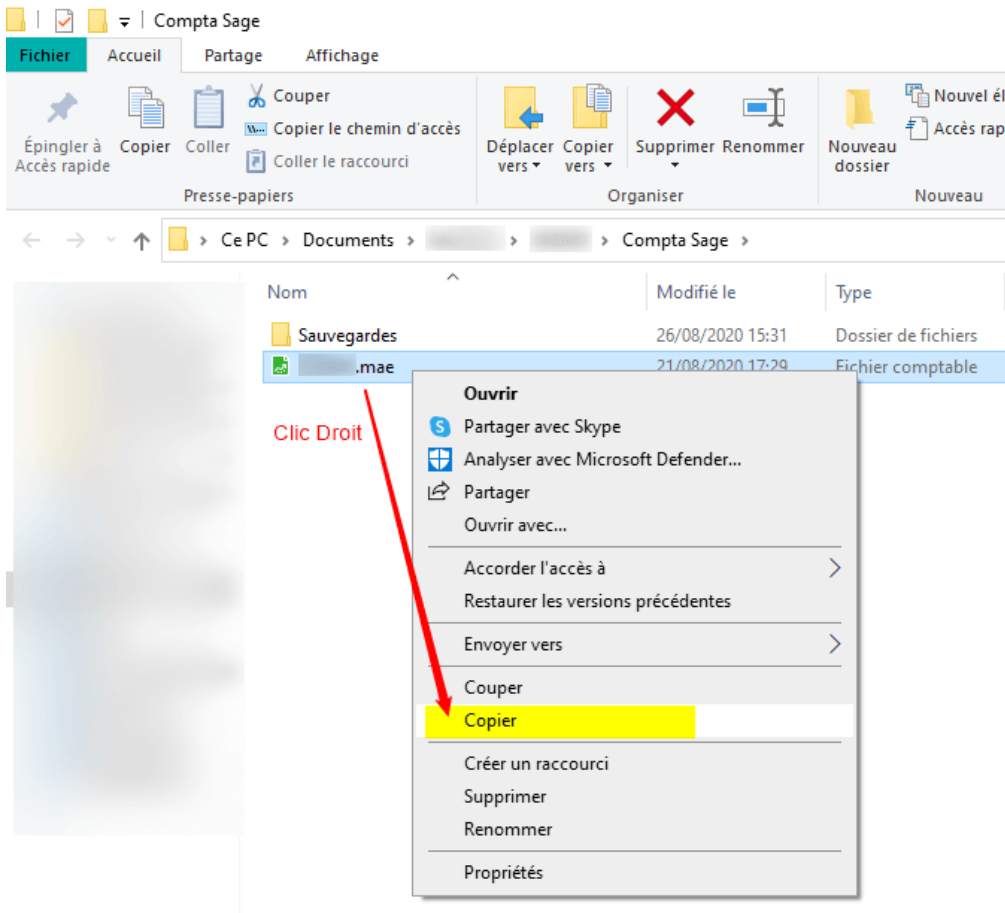 Compta Sage
Fichier Accueil Partage Affichage
Épingler à Accès rapide
Copier
Coller
Couper
Copier le chemin d'accès
Coller le raccourci
Presse-papiers
Déplacer vers
Copier vers
Supprimer
Renommer
Organiser
Nouveau dossier
Nouvel él
Accès rap
Nouveau
Ce PC > Documents > > > Compta Sage >
Nom Modifié le Type
Sauvegardes 26/08/2020 15:31 Dossier de fichiers
.mae 21/08/2020 17:29 Fichier comptable
Clic Droit
Ouvrir
Partager avec Skype
Analyser avec Microsoft Defender...
Partager
Ouvrir avec...
Accorder l'accès à
Restaurer les versions précédentes
Envoyer vers
Couper
Copier
Créer un raccourci
Supprimer
Renommer
Propriétés